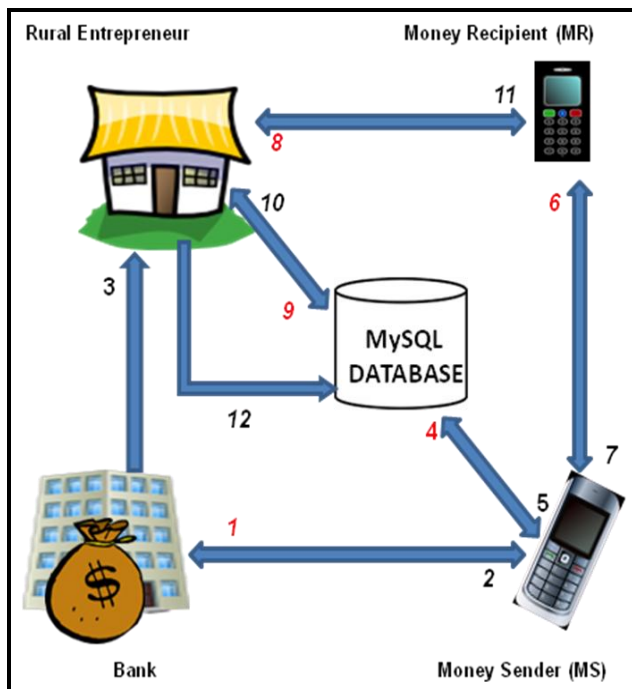 Rural Entrepreneur
Money Recipient (MR)
11
8
6
10
3
9
MySQL
DATABASE
12
4
7
5
1
2
$
Bank
Money Sender (MS)